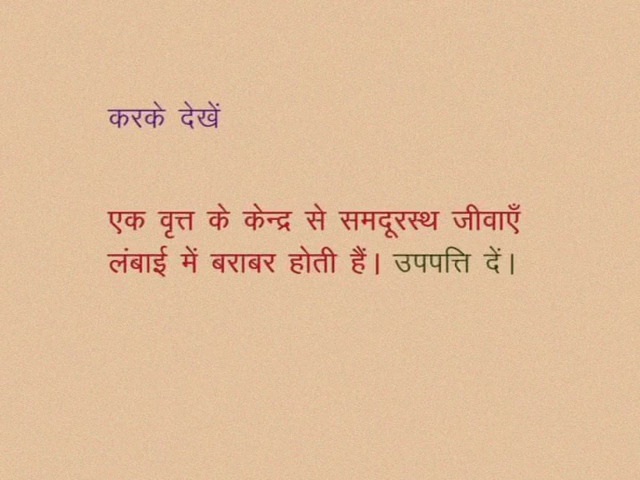 करके देखें
एक वृत्त के केन्द्र से समदूरस्थ जीवाएँ
लंबाई में बराबर होती हैं। उपपत्ति दें।